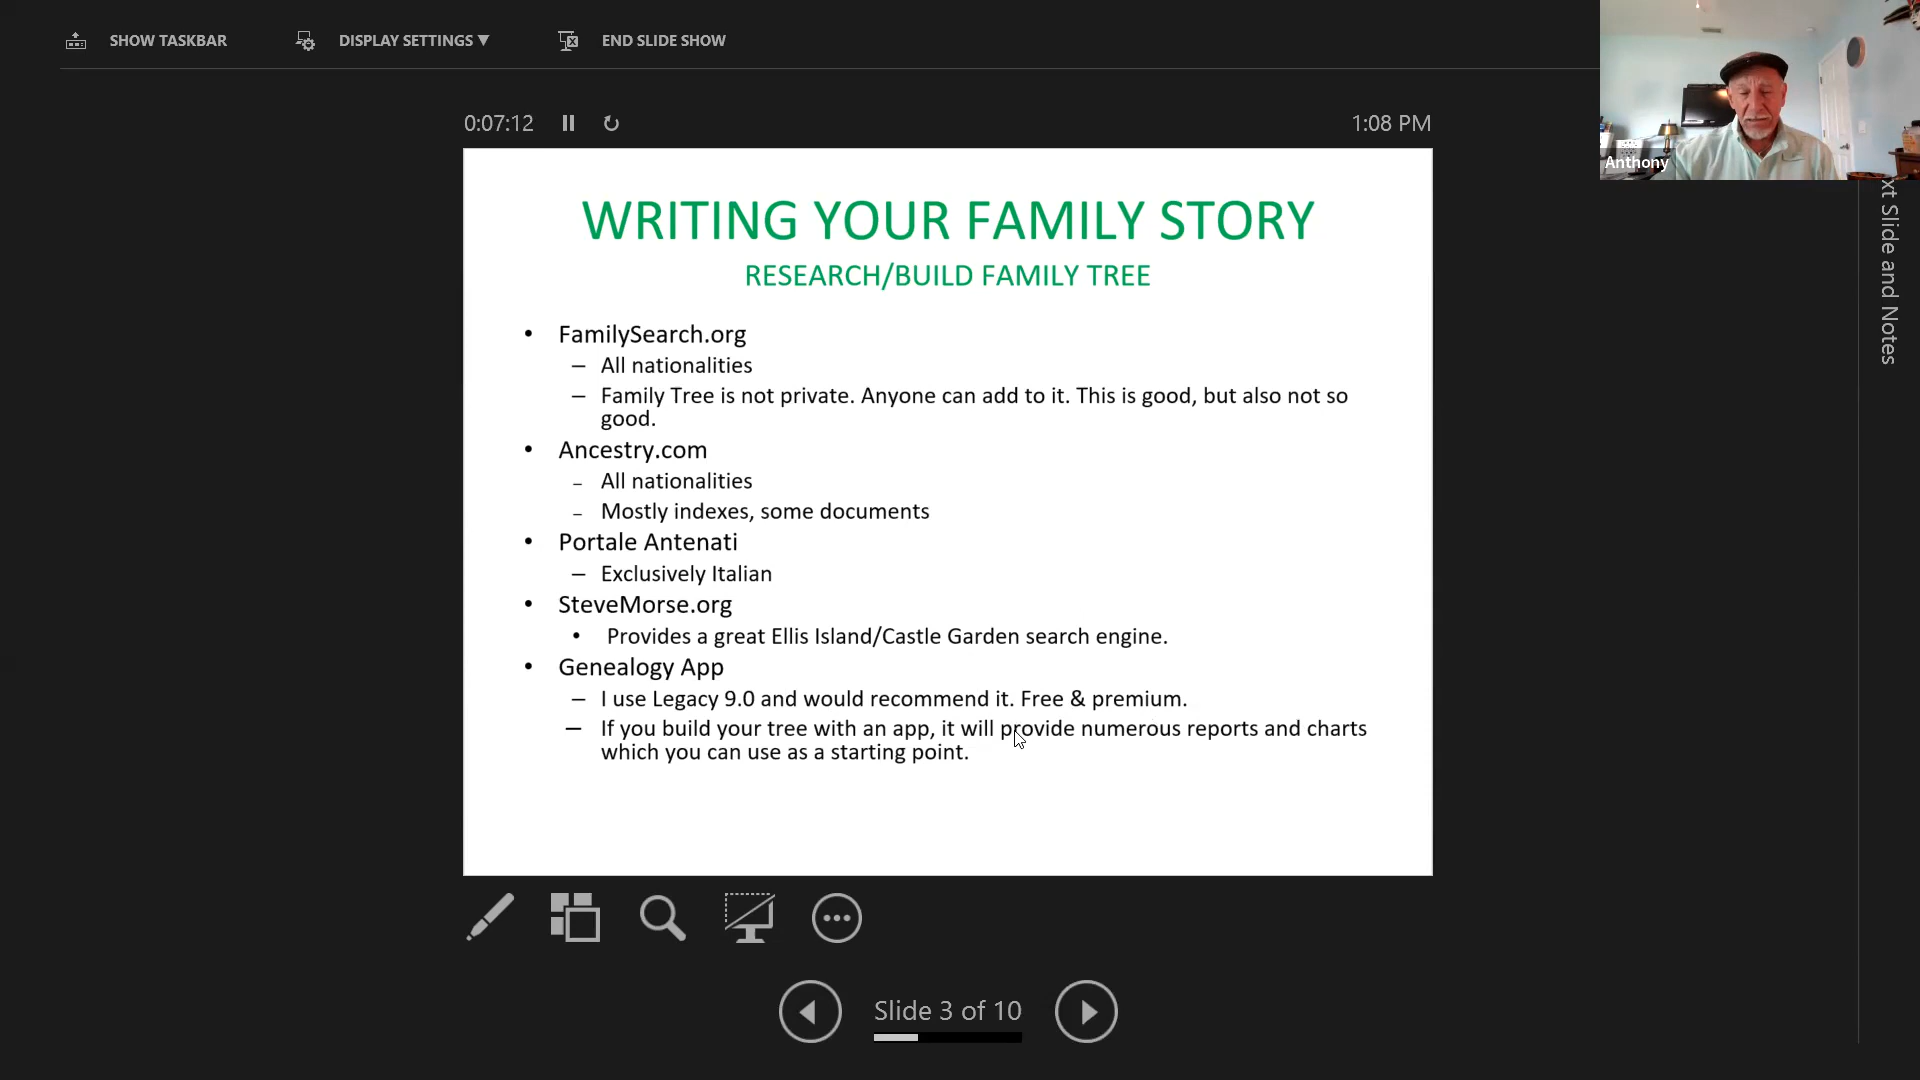 SHOW TASKBAR
DISPLAY SETTINGS ▼
END SLIDE SHOW
Anthony
0:07:12
1:08 PM
WRITING YOUR FAMILY STORY
RESEARCH/BUILD FAMILY TREE
• FamilySearch.org
– All nationalities
– Family Tree is not private. Anyone can add to it. This is good, but also not so
good.
• Ancestry.com
– All nationalities
– Mostly indexes, some documents
• Portale Antenati
– Exclusively Italian
• SteveMorse.org
• Provides a great Ellis Island/Castle Garden search engine.
• Genealogy App
– I use Legacy 9.0 and would recommend it. Free & premium.
– If you build your tree with an app, it will provide numerous reports and charts
which you can use as a starting point.
Slide 3 of 10
xt Slide and Notes